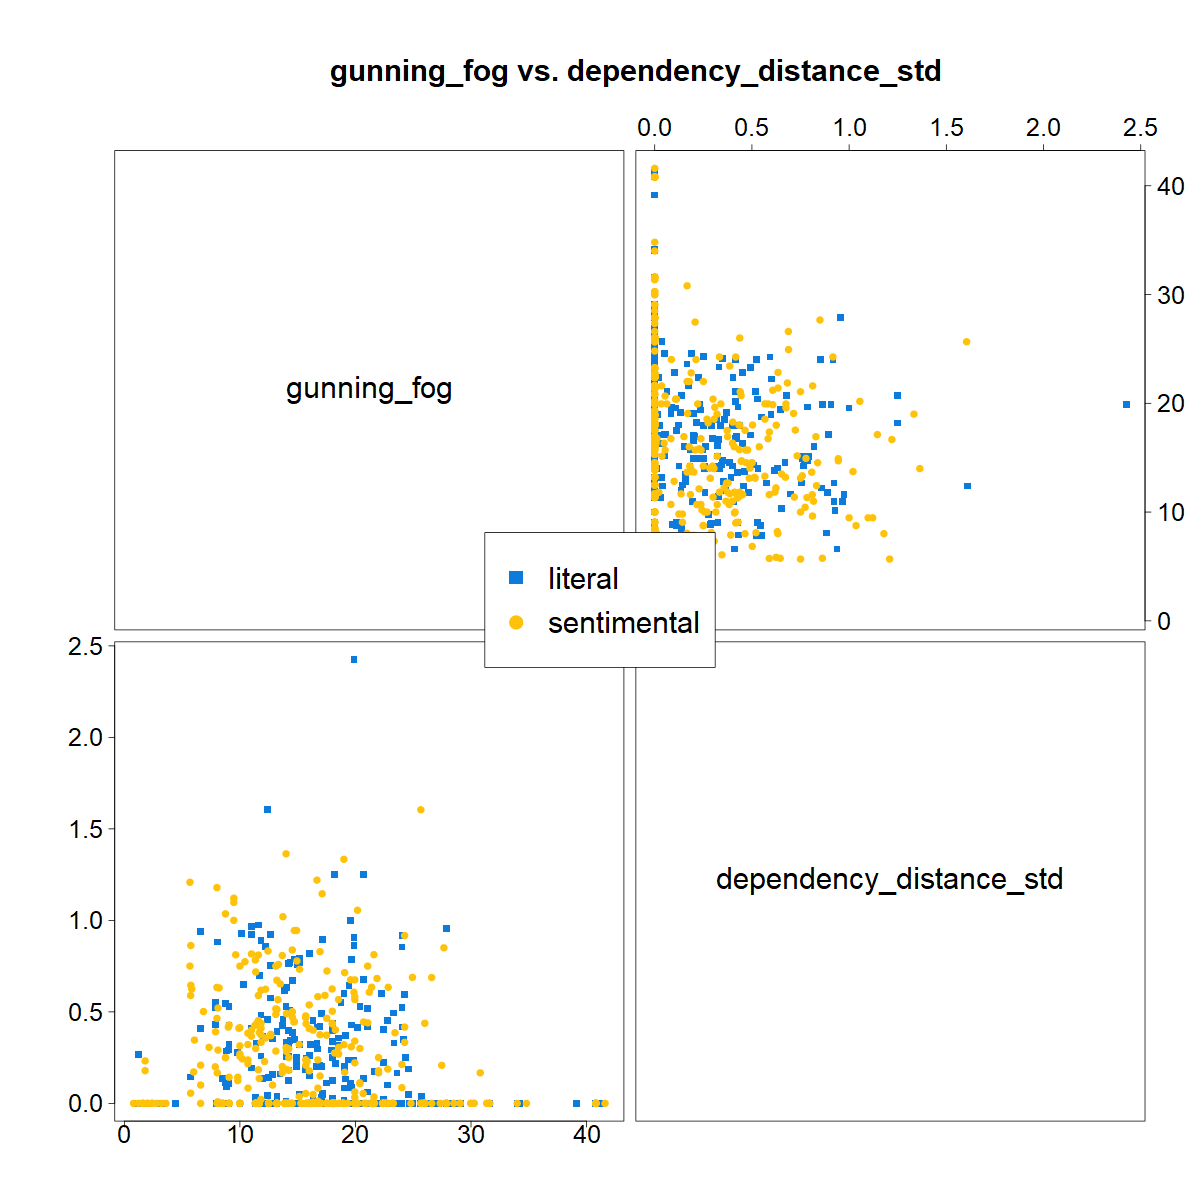 gunning_fog vs. dependency_distance_std
0.0 0.5 1.0 1.5 2.0 2.5
40
30
20
10
0
gunning_fog
literal
sentimental
2.5
2.0
1.5
1.0
0.5
0.0
dependency_distance_std
0 10 20 30 40